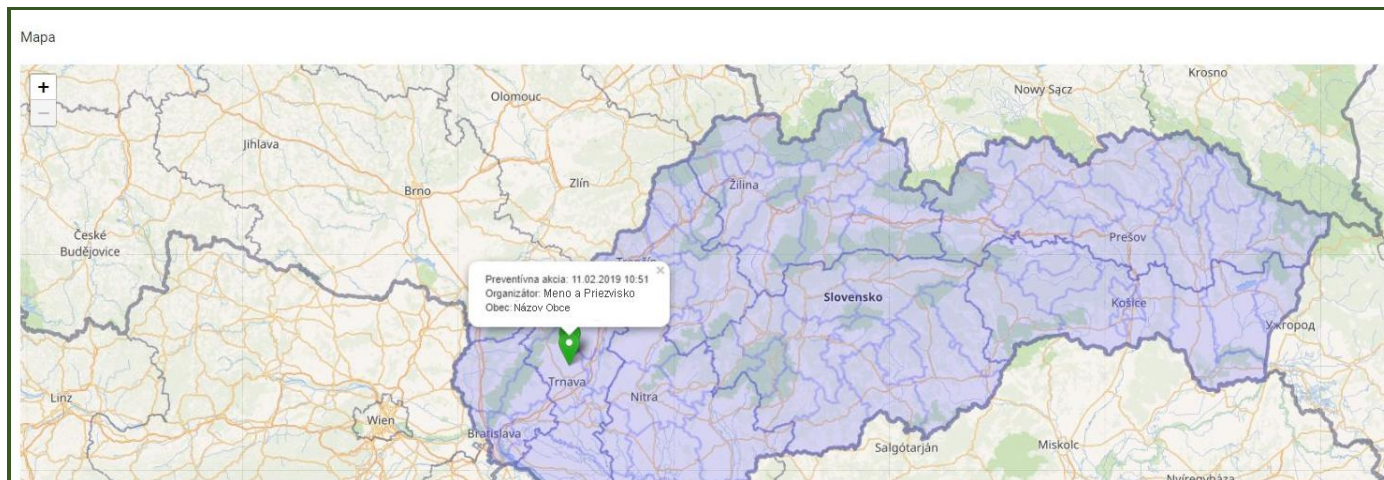 Mapa
+
−
Krosno
Nowy Sącz
Olomouc
Jihlava
Zlín
Žilina
Brno
České
Budějovice
Prešov
Preventívna akcia: 11.02.2019 10:51
Organizátor: Meno a Priezvisko
Obec: Názov Obce
×
Slovensko
Košice
Ужгород
Trnava
Nitra
Linz
Wien
Bratislava
Salgótarján
Miskolc
Nyíregyháza